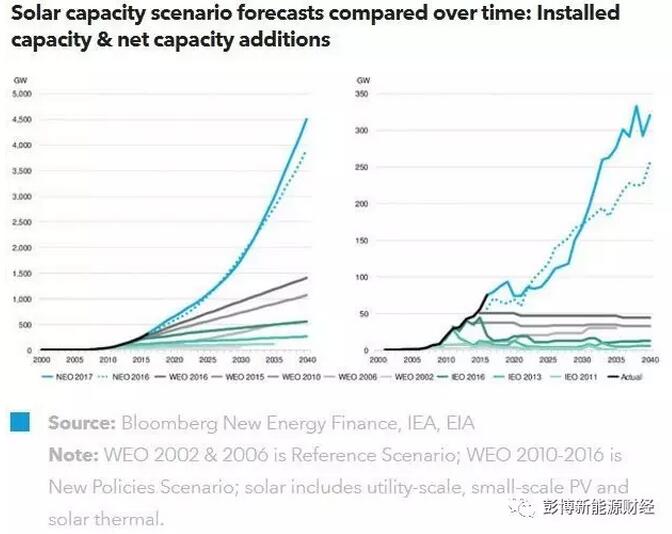 Solar capacity scenario forecasts compared over time: Installed
capacity & net capacity additions
GW
5,000
4,500
4,000
3,500
3,000
2,500
2,000
1,500
1,000
500
0
2000 2005 2010 2015 2020 2025 2030 2035 2040
GW
350
300
250
200
150
100
50
0
2000 2005 2010 2015 2020 2025 2030 2035 2040
NEO 2017 NEO 2016 WEO 2016 WEO 2015 WEO 2010 WEO 2006 WEO 2002 IEO 2016 IEO 2013 IEO 2011 Actual
Source: Bloomberg New Energy Finance, IEA, EIA
Note: WEO 2002 & 2006 is Reference Scenario; WEO 2010-2016 is
New Policies Scenario; solar includes utility-scale, small-scale PV and
solar thermal.
彭博新能源财经